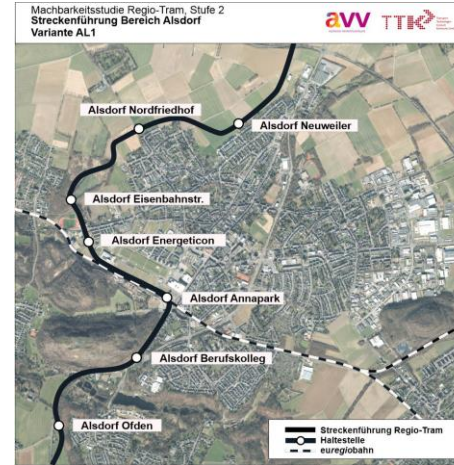 Machbarkeitsstudie Regio-Tram, Stufe 2
Streckenführung Bereich Alsdorf
Variante AL1
avv
TTK
Alsdorf Nordfriedhof
Alsdorf Neuweiler
Alsdorf Eisenbahnstr.
Alsdorf Energeticon
Alsdorf Annapark
Alsdorf Berufskolleg
Alsdorf Ofden
Streckenführung Regio-Tram
Haltestelle
euregiobahn